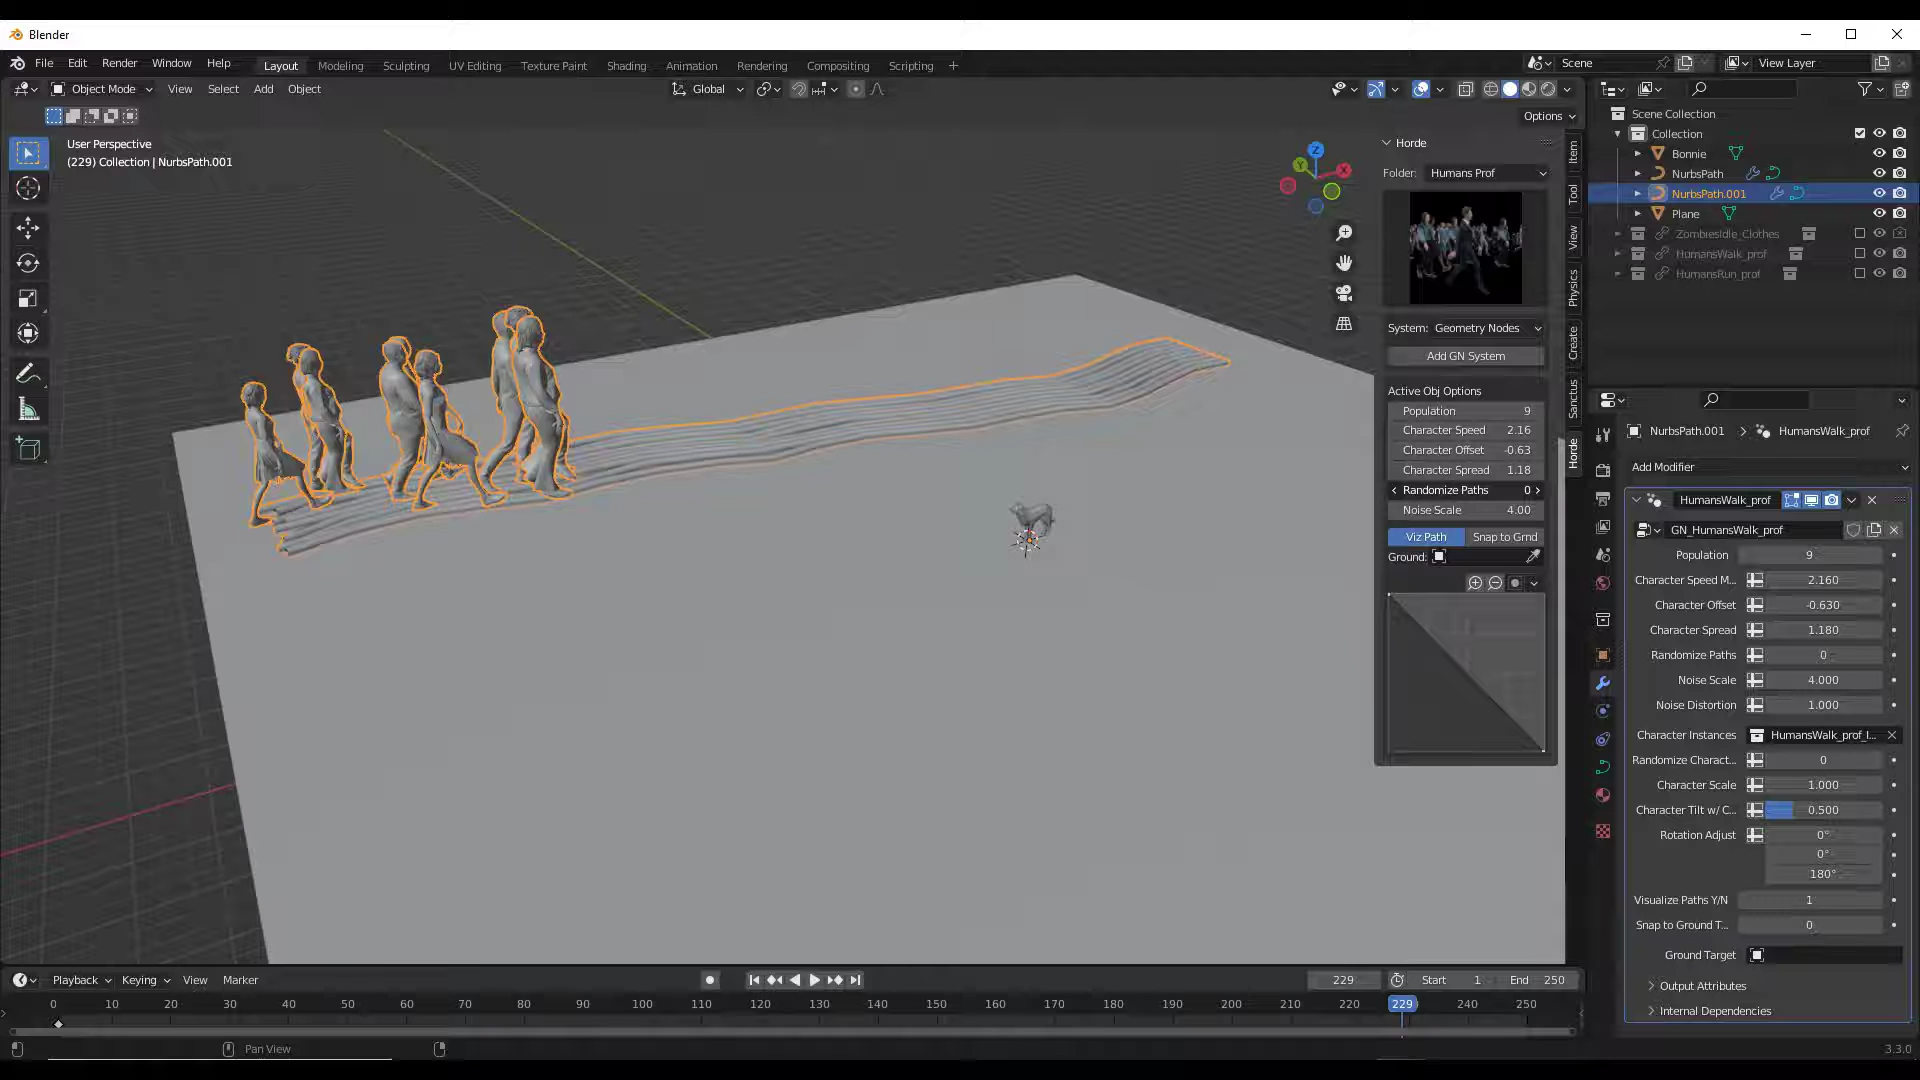 Blender
File Edit Render Window Help
Layout Modeling Sculpting UV Editing Texture Paint Shading Animation Rendering Compositing Scripting
Scene
View Layer
Object Mode View Select Add Object
Global
Options
User Perspective
(229) Collection | NurbsPath.001
Z
Y
X
Horde
Folder: Humans Prof
System: Geometry Nodes
Add GN System
Active Obj Options
Population 9
Character Speed 2.16
Character Offset -0.63
Character Spread 1.18
Randomize Paths 0
Noise Scale 4.00
Viz Path Snap to Grnd
Ground:
Item
Tool
View
Physics
Create
Sanctus
Horde
Scene Collection
Collection
Bonnie
NurbsPath
NurbsPath.001
Plane
ZombiesIdle_Clothes
HumansWalk_prof
HumansRun_prof
NurbsPath.001 > HumansWalk_prof
Add Modifier
HumansWalk_prof
GN_HumansWalk_prof
Population 9
Character Speed M... 2.160
Character Offset -0.630
Character Spread 1.180
Randomize Paths 0
Noise Scale 4.000
Noise Distortion 1.000
Character Instances HumansWalk_prof_I...
Randomize Charact... 0
Character Scale 1.000
Character Tilt w/ C... 0.500
Rotation Adjust 0°
0°
180°
Visualize Paths Y/N 1
Snap to Ground T... 0
Ground Target
Output Attributes
Internal Dependencies
Playback Keying View Marker
229 Start 1 End 250
0 10 20 30 40 50 60 70 80 90 100 110 120 130 140 150 160 170 180 190 200 210 220 229 240 250
Pan View
3.3.0